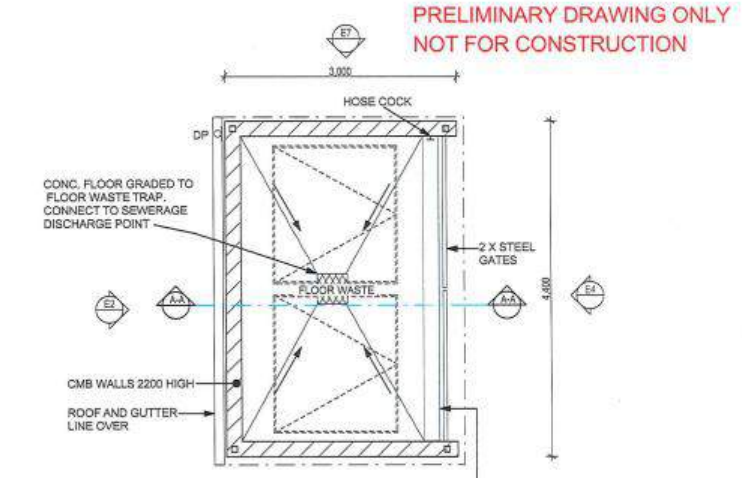 PRELIMINARY DRAWING ONLY
NOT FOR CONSTRUCTION
E7
3,000
HOSE COCK
DP
CONC. FLOOR GRADED TO
FLOOR WASTE TRAP.
CONNECT TO SEWERAGE
DISCHARGE POINT
2 X STEEL
GATES
FLOOR WASTE
E2
A-A
A-A
E4
4,400
CMB WALLS 2200 HIGH
ROOF AND GUTTER
LINE OVER